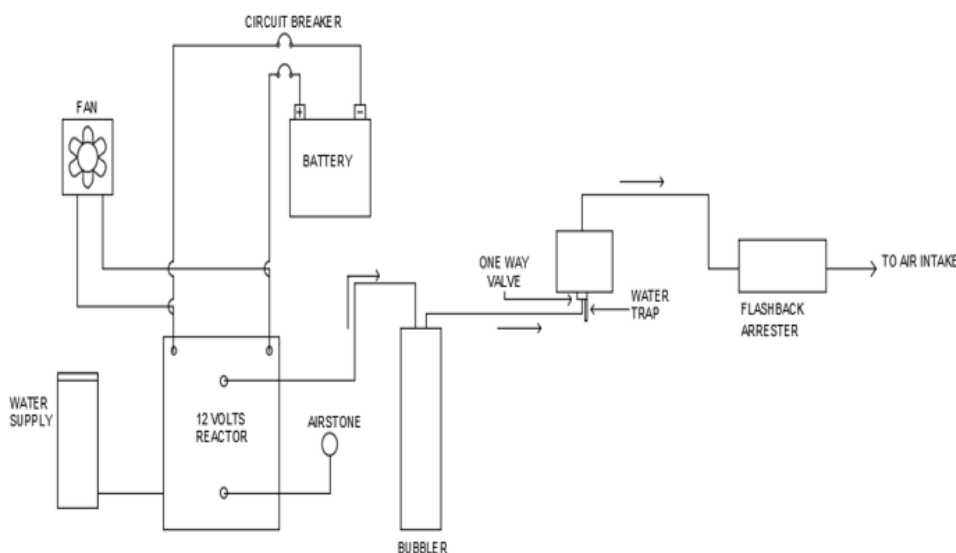 CIRCUIT BREAKER
FAN
+
-
BATTERY
ONE WAY
VALVE
WATER
TRAP
TO AIR INTAKE
FLASHBACK
ARRESTER
WATER
SUPPLY
12 VOLTS
REACTOR
AIRSTONE
BUBBLER